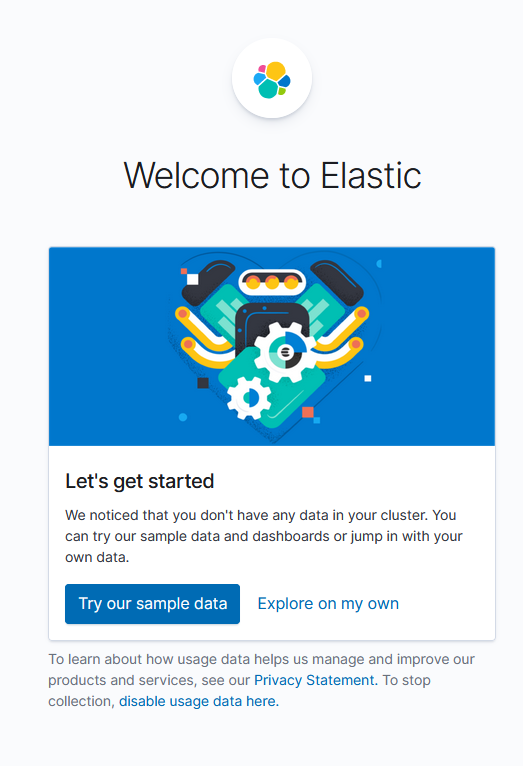 Welcome to Elastic
Let's get started
We noticed that you don't have any data in your cluster. You
can try our sample data and dashboards or jump in with your
own data.
Try our sample data
Explore on my own
To learn about how usage data helps us manage and improve our
products and services, see our Privacy Statement. To stop
collection, disable usage data here.